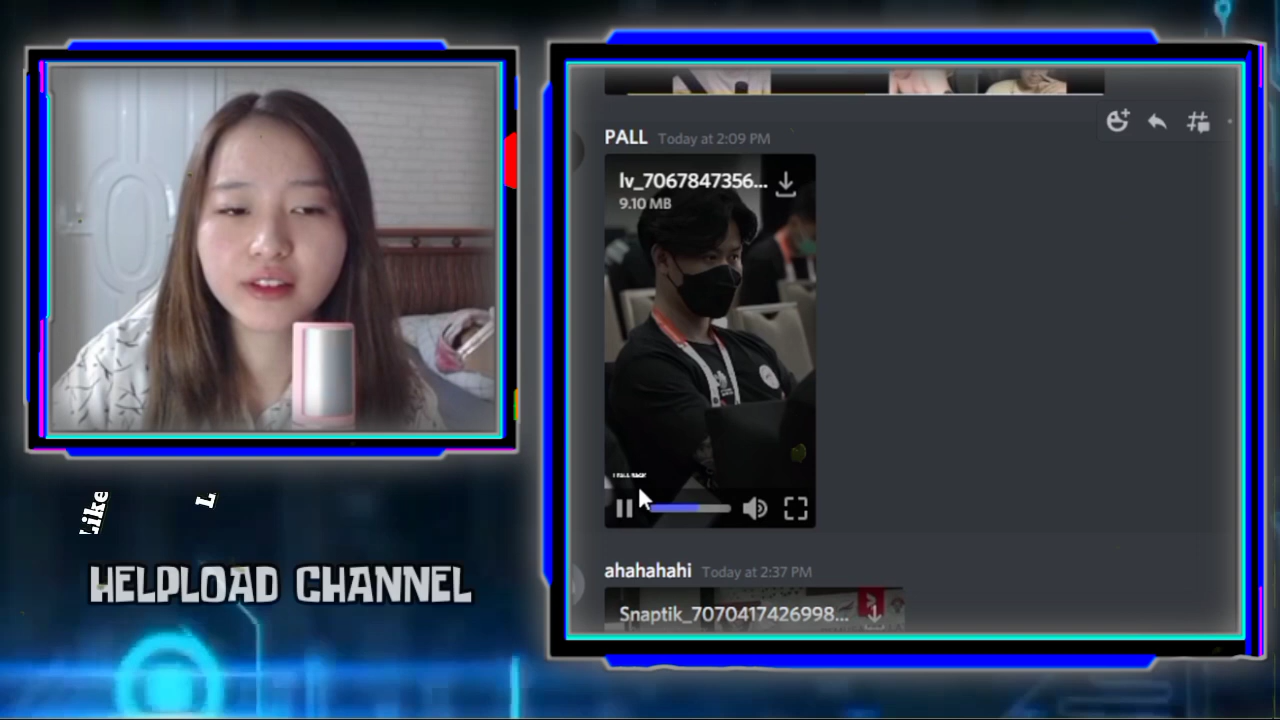 PALL Today at 2:09 PM
lv_7067847356...
9.10 MB
ahahahahi Today at 2:37 PM
Snaptik_7070417426998...
Like
L
HELPLOAD CHANNEL